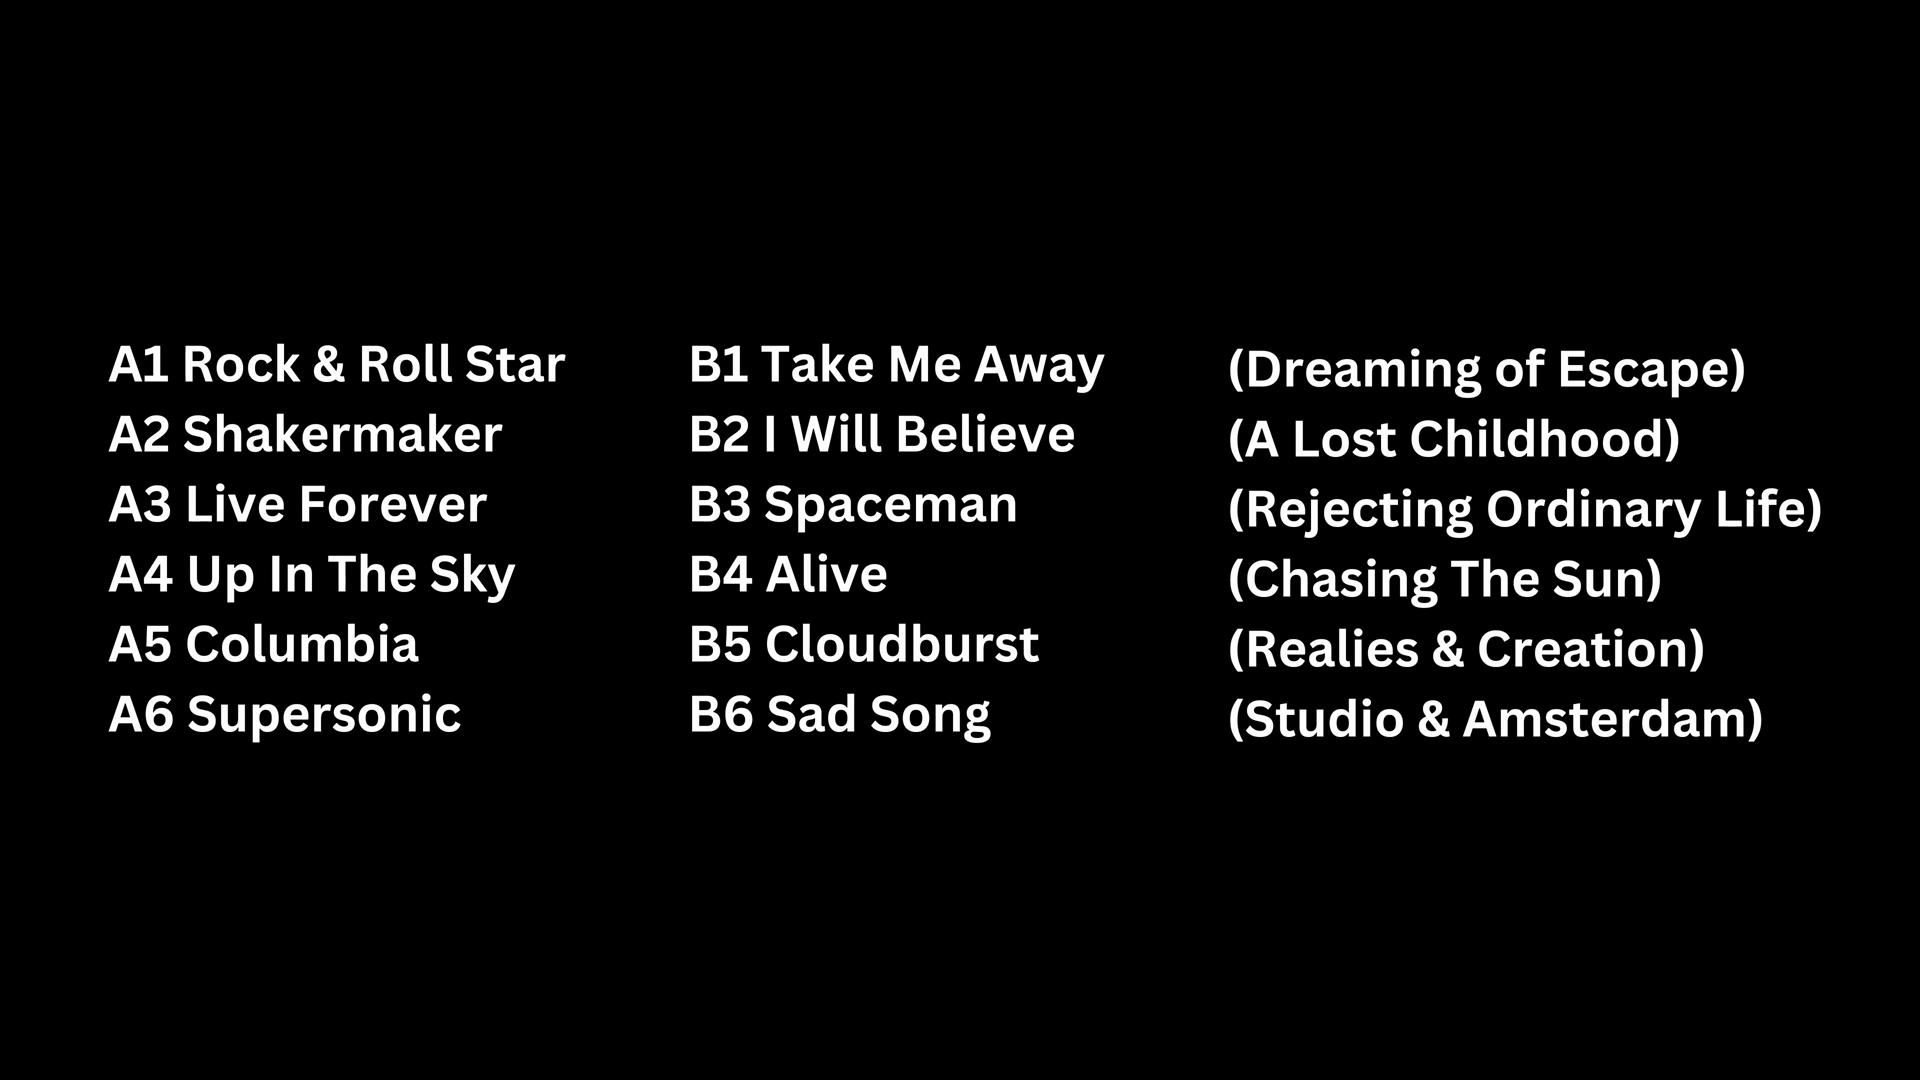 A1 Rock & Roll Star
A2 Shakermaker
A3 Live Forever
A4 Up In The Sky
A5 Columbia
A6 Supersonic
B1 Take Me Away
B2 I Will Believe
B3 Spaceman
B4 Alive
B5 Cloudburst
B6 Sad Song
(Dreaming of Escape)
(A Lost Childhood)
(Rejecting Ordinary Life)
(Chasing The Sun)
(Realies & Creation)
(Studio & Amsterdam)